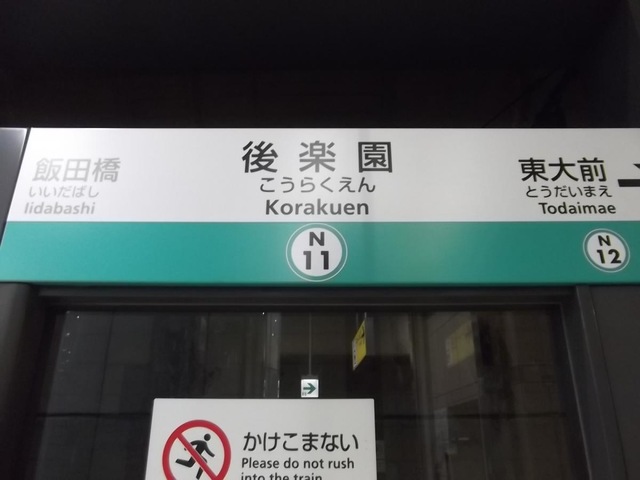 飯田橋
いいだばし
Iidabashi
後楽園
こうらくえん
Korakuen
N
11
東大前
とうだいまえ
Todaimae
N
12
かけこまない
Please do not rush
into the train